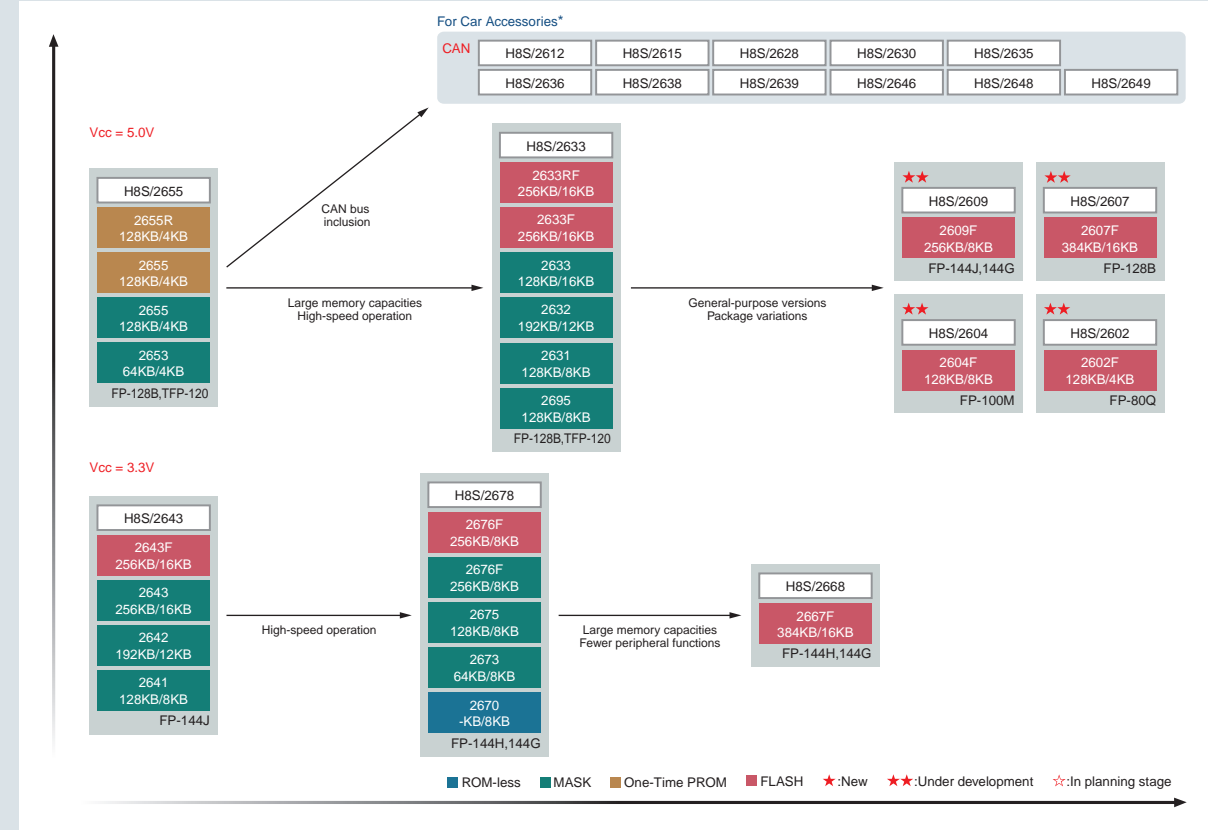 For Car Accessories*
CAN
H8S/2612
H8S/2615
H8S/2628
H8S/2630
H8S/2635
H8S/2636
H8S/2638
H8S/2639
H8S/2646
H8S/2648
H8S/2649
Vcc = 5.0V
H8S/2655
2655R
128KB/4KB
2655
128KB/4KB
2655
128KB/4KB
2653
64KB/4KB
FP-128B,TFP-120
CAN bus
inclusion
Large memory capacities
High-speed operation
H8S/2633
2633RF
256KB/16KB
2633F
256KB/16KB
2633
128KB/16KB
2632
192KB/12KB
2631
128KB/8KB
2695
128KB/8KB
FP-128B,TFP-120
General-purpose versions
Package variations
★★
H8S/2609
2609F
256KB/8KB
FP-144J,144G
★★
H8S/2607
2607F
384KB/16KB
FP-128B
★★
H8S/2604
2604F
128KB/8KB
FP-100M
★★
H8S/2602
2602F
128KB/4KB
FP-80Q
Vcc = 3.3V
H8S/2643
2643F
256KB/16KB
2643
256KB/16KB
2642
192KB/12KB
2641
128KB/8KB
FP-144J
High-speed operation
H8S/2678
2676F
256KB/8KB
2676F
256KB/8KB
2675
128KB/8KB
2673
64KB/4KB
2670
-KB/8KB
FP-144H,144G
Large memory capacities
Fewer peripheral functions
H8S/2668
2667F
384KB/16KB
FP-144H,144G
ROM-less
MASK
One-Time PROM
FLASH
★:New
★★:Under development
☆:In planning stage